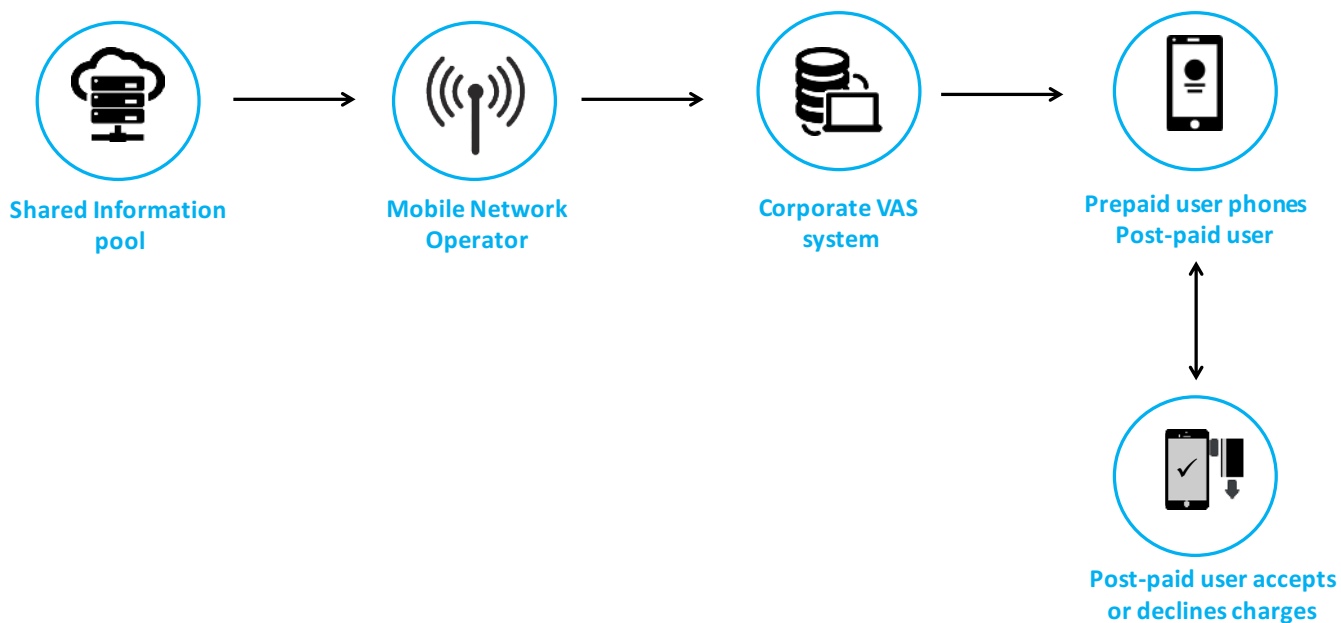 Shared Information
pool
Mobile Network
Operator
Corporate VAS
system
Prepaid user phones
Post-paid user
Post-paid user accepts
or declines charges